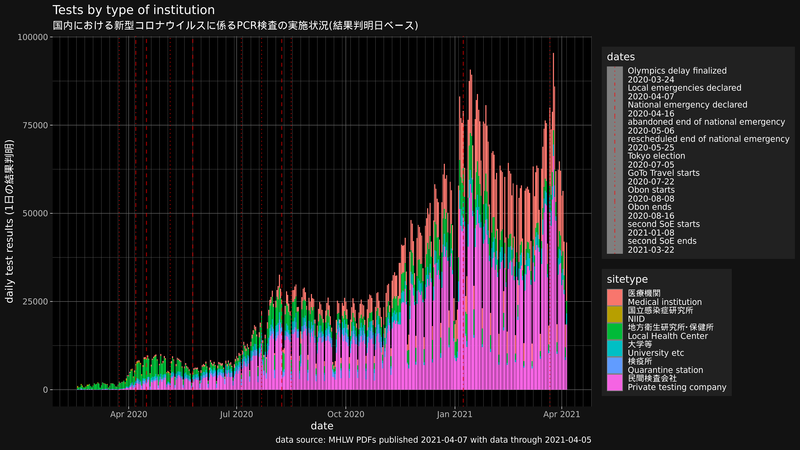 Tests by type of institution
国内における新型コロナウイルスに係るPCR検査の実施状況(結果判明日ベース)
daily test results (1日の結果判明)
100000
75000
50000
25000
0
Apr 2020
Jul 2020
Oct 2020
Jan 2021
Apr 2021
date
data source: MHLW PDFs published 2021-04-07 with data through 2021-04-05
dates
Olympics delay finalized
2020-03-24
Local emergencies declared
2020-04-07
National emergency declared
2020-04-16
abandoned end of national emergency
2020-05-06
rescheduled end of national emergency
2020-05-25
Tokyo election
2020-07-05
GoTo Travel starts
2020-07-22
Obon starts
2020-08-08
Obon ends
2020-08-16
second SoE starts
2021-01-08
second SoE ends
2021-03-22
sitetype
医療機関
Medical institution
国立感染症研究所
NIID
地方衛生研究所･保健所
Local Health Center
大学等
University etc
検疫所
Quarantine station
民間検査会社
Private testing company